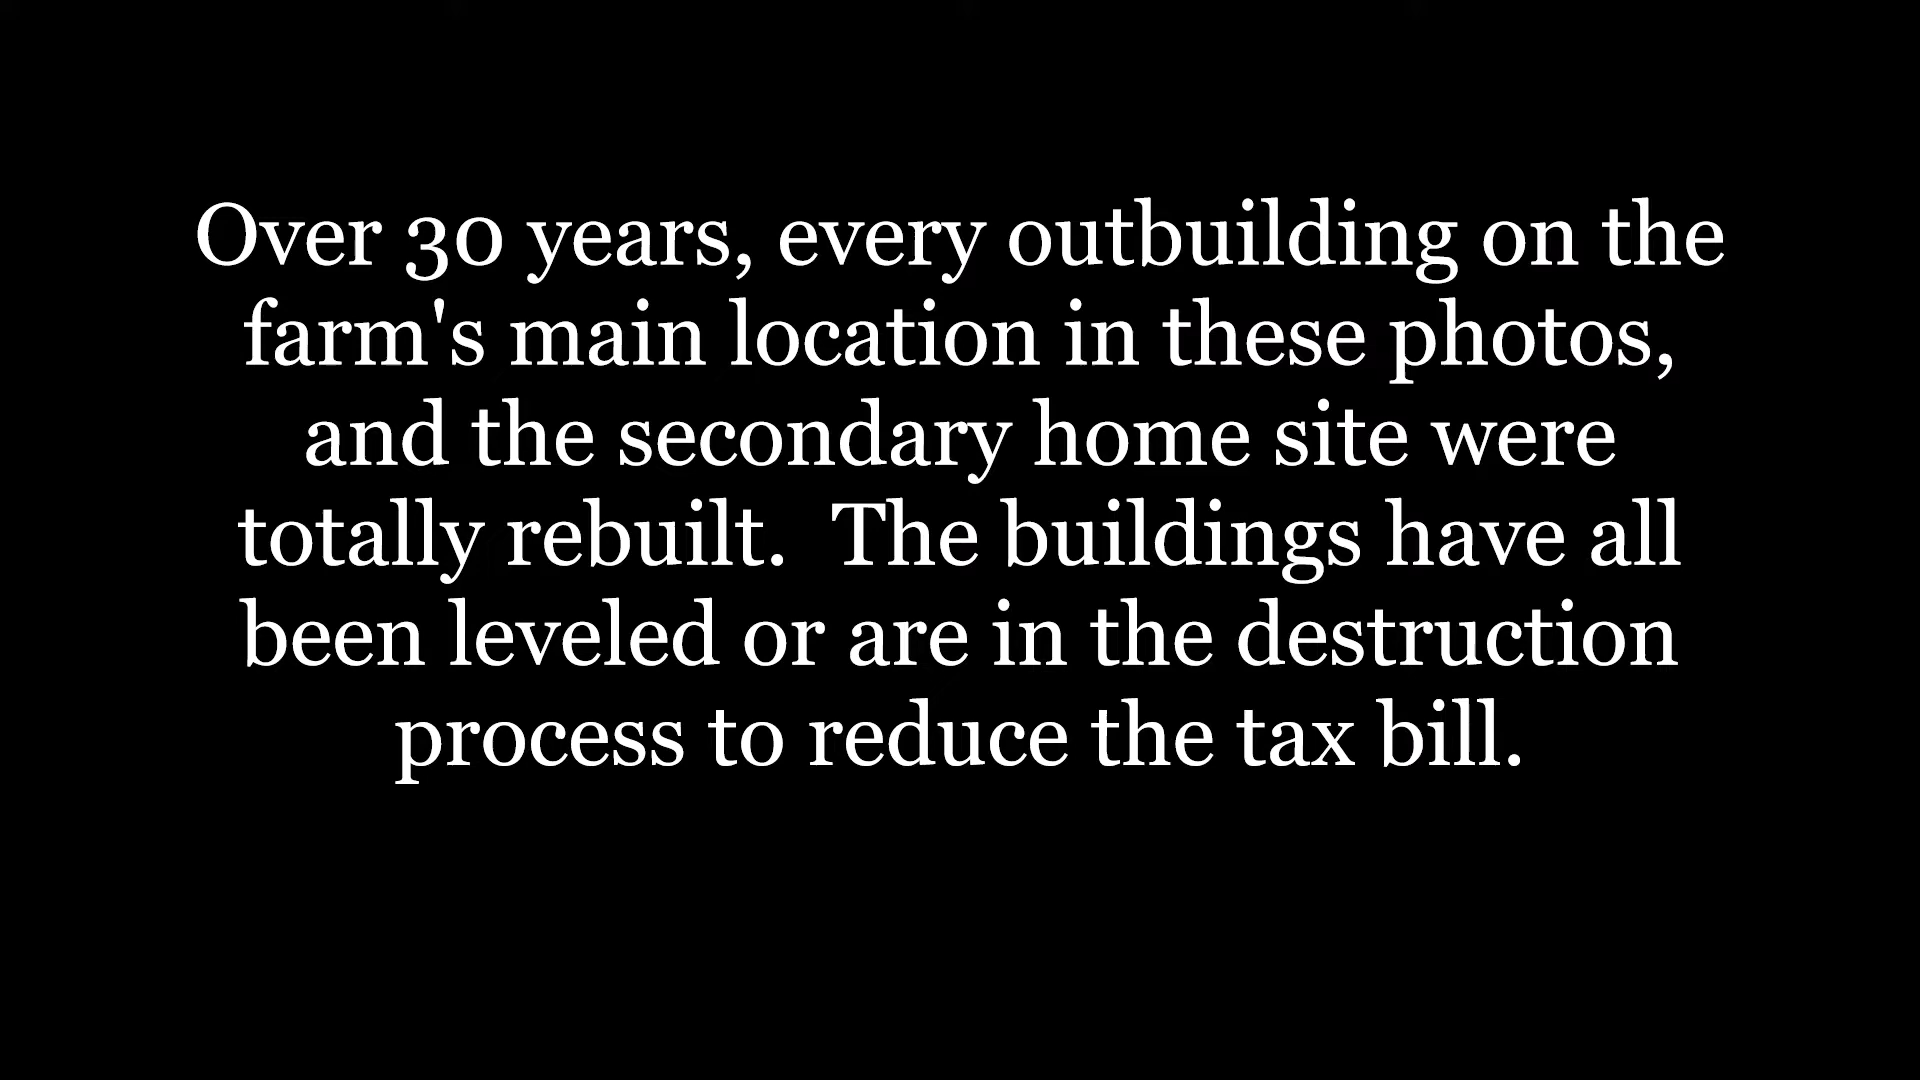 Over 30 years, every outbuilding on the
farm's main location in these photos,
and the secondary home site were
totally rebuilt.  The buildings have all
been leveled or are in the destruction
process to reduce the tax bill.